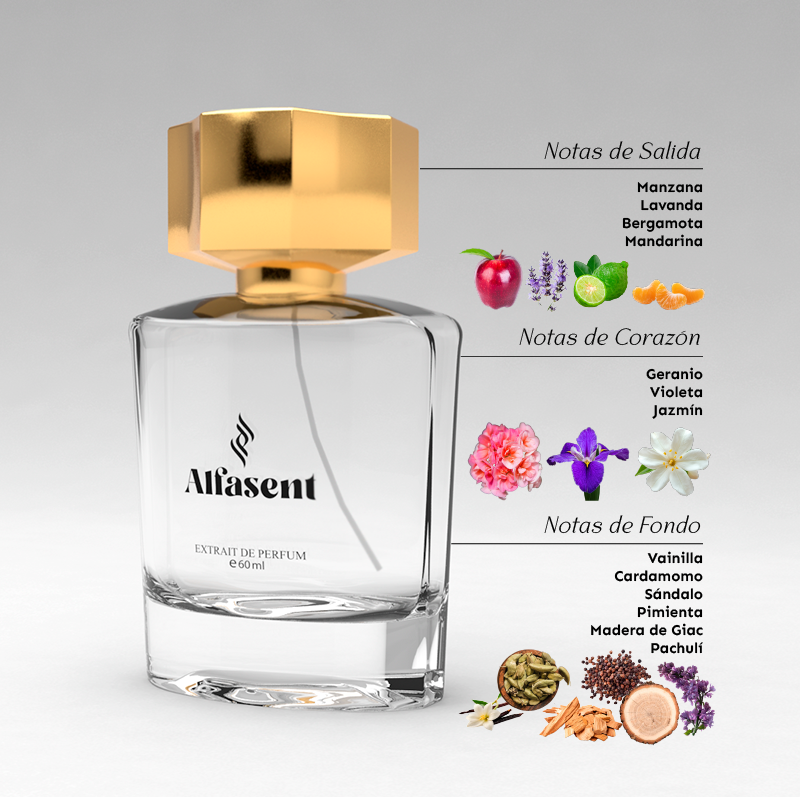 Notas de Salida
Manzana
Lavanda
Bergamota
Mandarina
Notas de Corazón
Geranio
Violeta
Jazmín
Alfasent
EXTRAIT DE PERFUM
e 60 ml
Notas de Fondo
Vainilla
Cardamomo
Sándalo
Pimienta
Madera de Giac
Pachulí